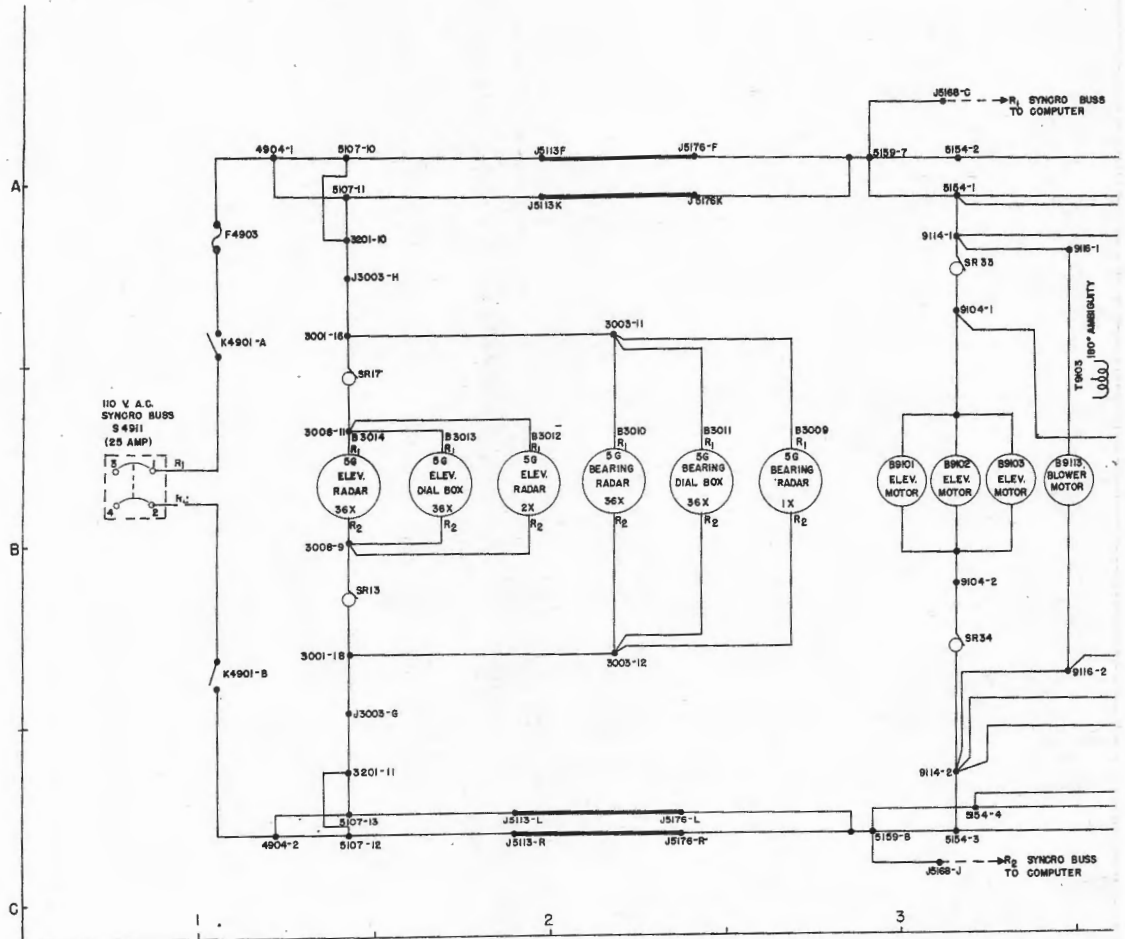 J5168-C
R1 SYNCRO BUSS
TO COMPUTER
4904-1
5107-10
J5113F
J5176-F
5159-7
5154-2
A
5107-11
J5113K
J5176K
5154-1
F4903
3201-10
9114-1
9116-1
SR33
J3003-H
K4901-A
3001-16
3003-11
9104-1
T9103
180° AMBIGUITY
SR17
110 V. A.C.
SYNCRO BUSS
S4911
(25 AMP)
3 1 R1
4 2
3008-11
B3014
R1
5G
ELEV.
RADAR
36X
R2
B3013
R1
5G
ELEV.
DIAL BOX
36X
R2
B3012
R1
5G
ELEV.
RADAR
2X
R2
B3010
R1
5G
BEARING
RADAR
36X
R2
B3011
R1
5G
BEARING
DIAL BOX
36X
R2
B3009
R1
5G
BEARING
RADAR
1X
R2
B9101
ELEV.
MOTOR
B9102
ELEV.
MOTOR
B9103
ELEV.
MOTOR
B9113
BLOWER
MOTOR
B
3008-9
9104-2
SR13
SR34
3001-18
3003-12
K4901-B
9116-2
J3003-G
3201-11
9114-2
5107-13
J5113-L
J5176-L
5154-4
4904-2
5107-12
J5113-R
J5176-R
5159-8
5154-3
J5168-J
R2 SYNCRO BUSS
TO COMPUTER
C
1
2
3